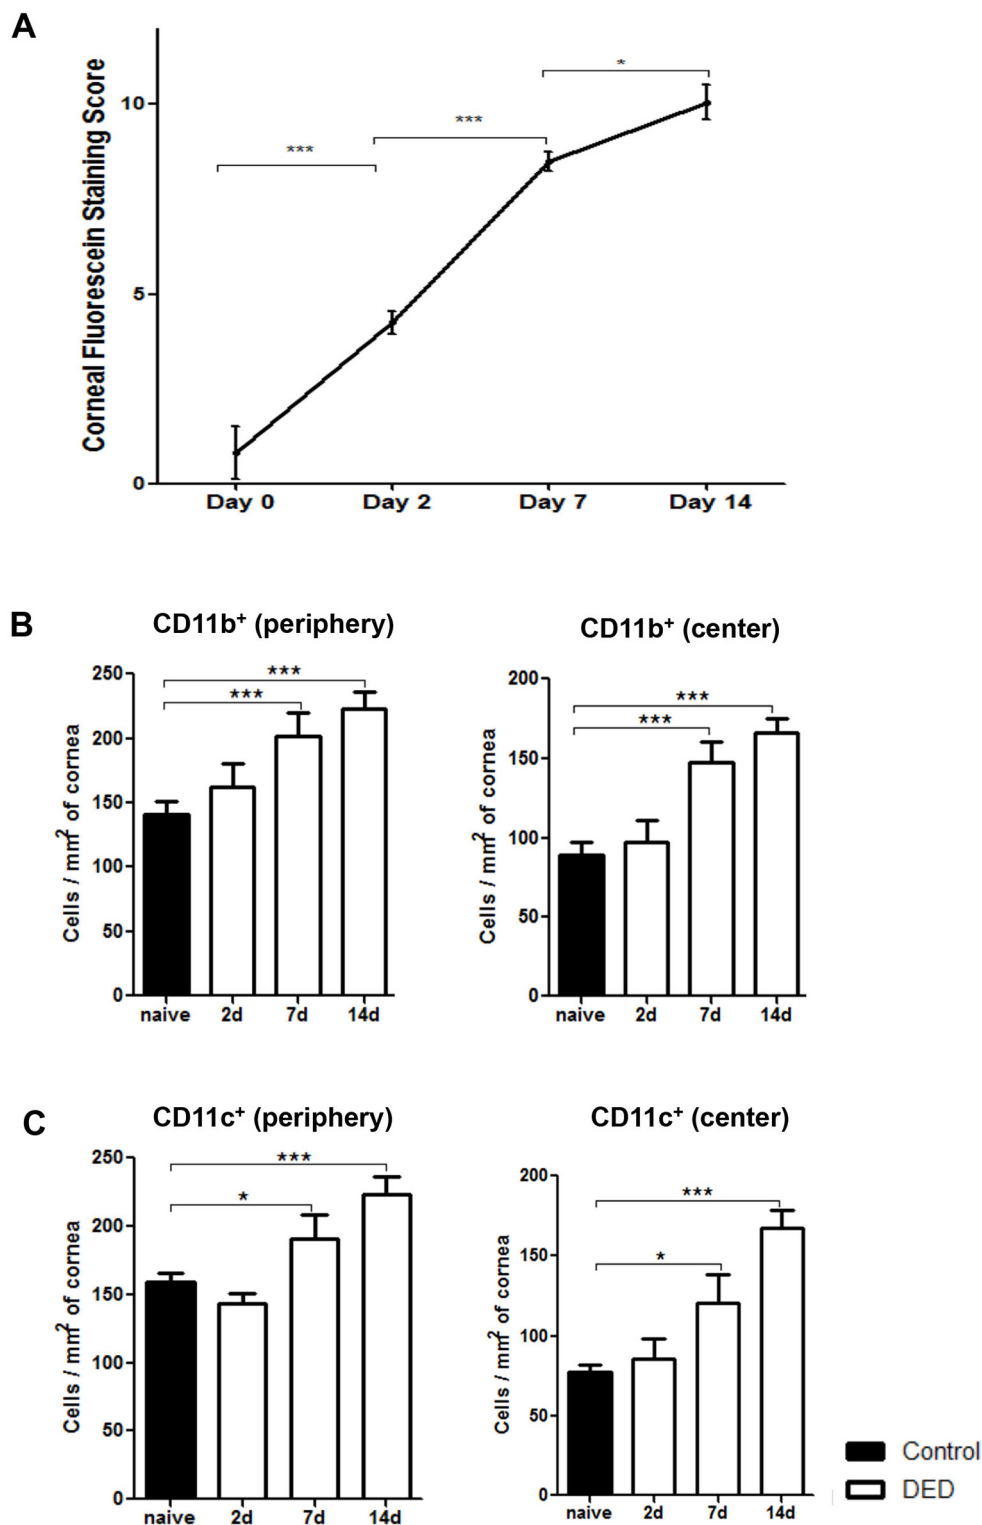 A
Corneal Fluorescein Staining Score
10
5
0
***
***
*
Day 0 Day 2 Day 7 Day 14
B
CD11b+ (periphery)
Cells / mm2 of cornea
250
200
150
100
50
0
***
***
naive 2d 7d 14d
CD11b+ (center)
Cells / mm2 of cornea
200
150
100
50
0
***
***
naive 2d 7d 14d
C
CD11c+ (periphery)
Cells / mm2 of cornea
250
200
150
100
50
0
***
*
naive 2d 7d 14d
CD11c+ (center)
Cells / mm2 of cornea
200
150
100
50
0
***
*
naive 2d 7d 14d
Control
DED